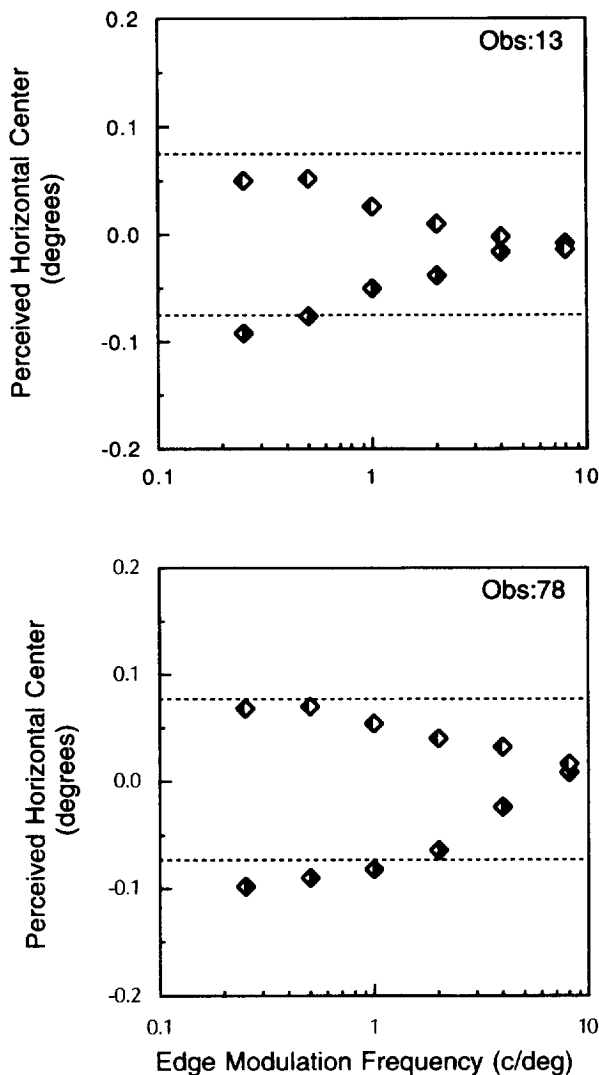 Obs:13
Perceived Horizontal Center
(degrees)
0.2
0.1
0.0
-0.1
-0.2
0.1
1
10
Obs:78
Perceived Horizontal Center
(degrees)
0.2
0.1
0.0
-0.1
-0.2
0.1
1
10
Edge Modulation Frequency (c/deg)